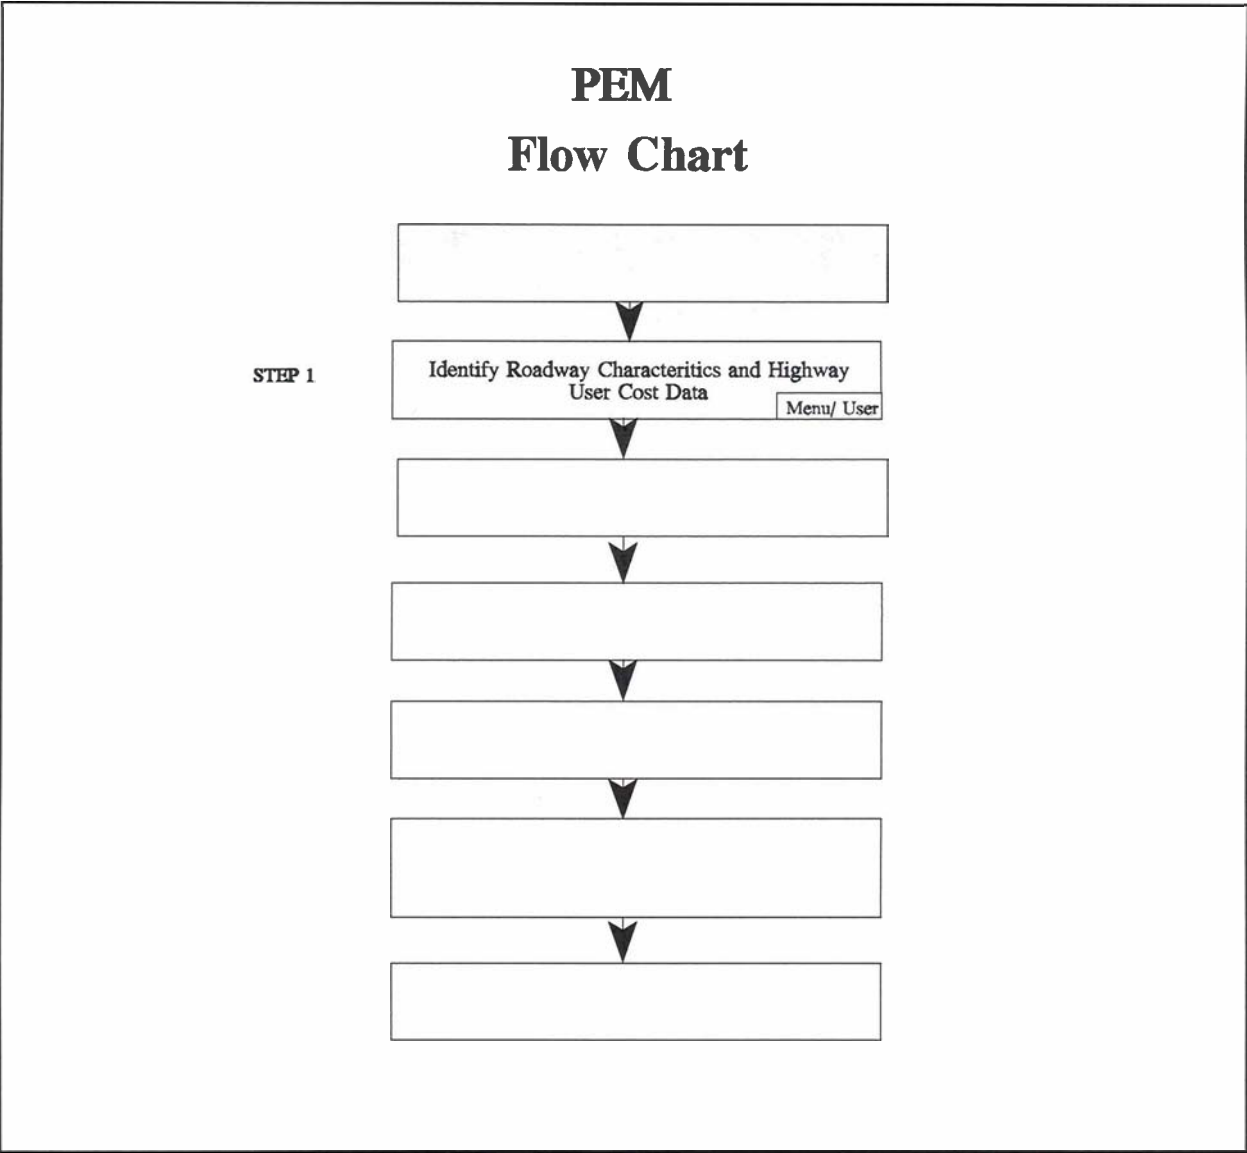 PEM
Flow Chart
STEP 1
Identify Roadway Characteritics and Highway
User Cost Data
Menu/ User